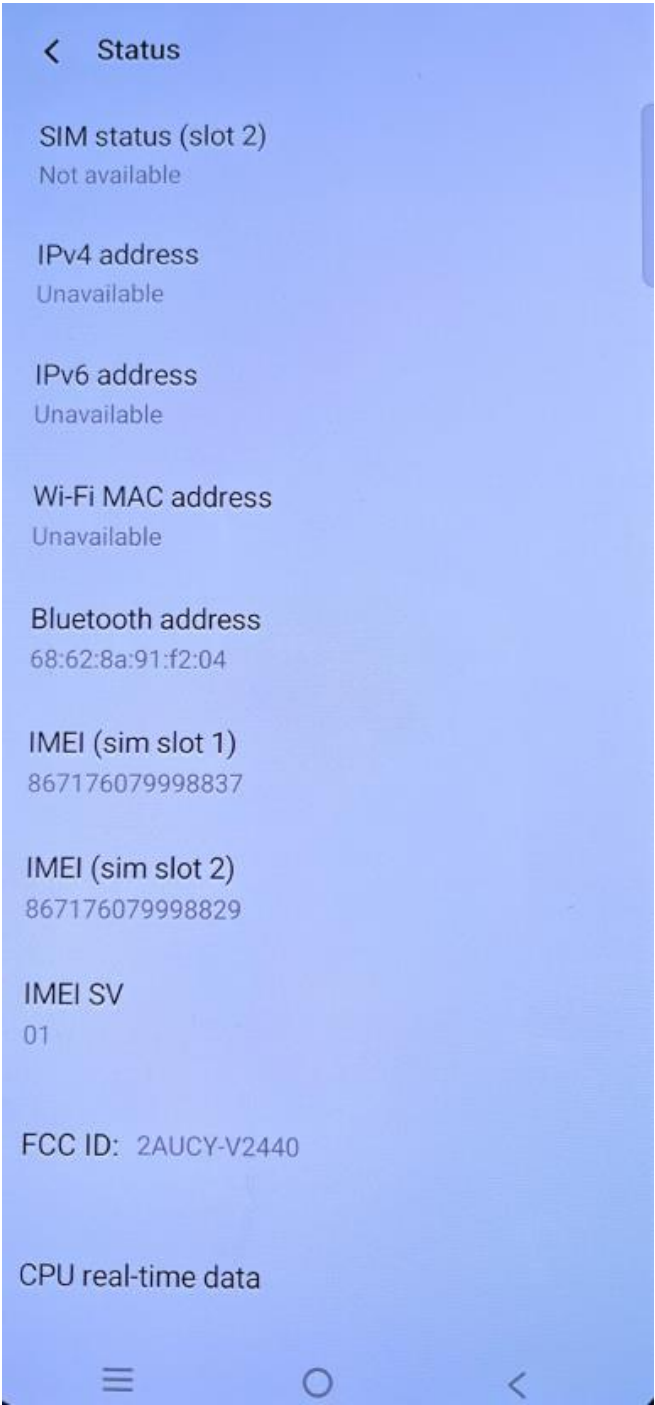 Status
SIM status (slot 2)
Not available
IPv4 address
Unavailable
IPv6 address
Unavailable
Wi-Fi MAC address
Unavailable
Bluetooth address
68:62:8a:91:f2:04
IMEI (sim slot 1)
867176079998837
IMEI (sim slot 2)
867176079998829
IMEI SV
01
FCC ID: 2AUCY-V2440
CPU real-time data